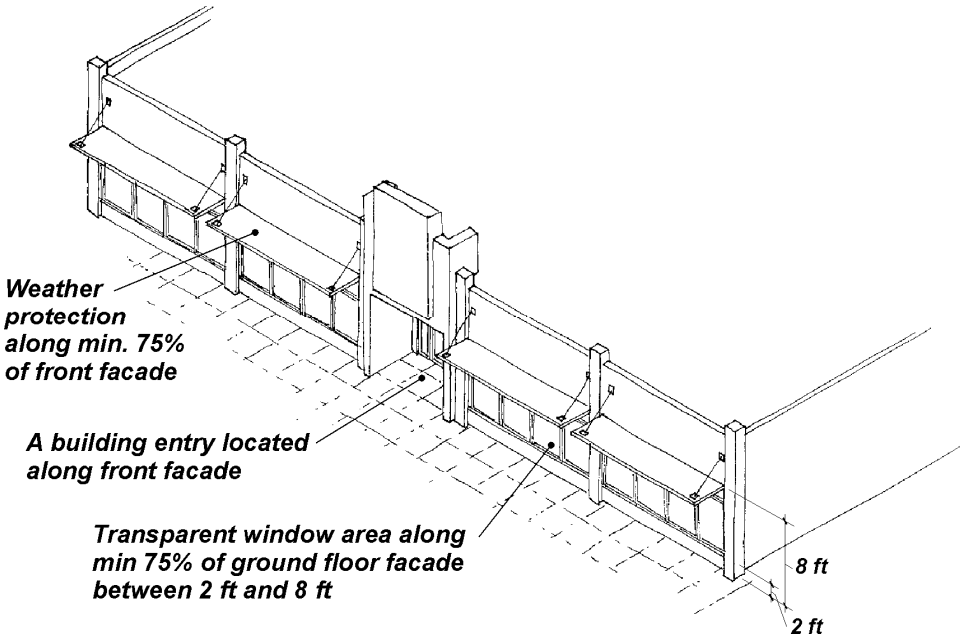 Weather
protection
along min. 75%
of front facade
A building entry located
along front facade
Transparent window area along
min 75% of ground floor facade
between 2 ft and 8 ft
8 ft
2 ft